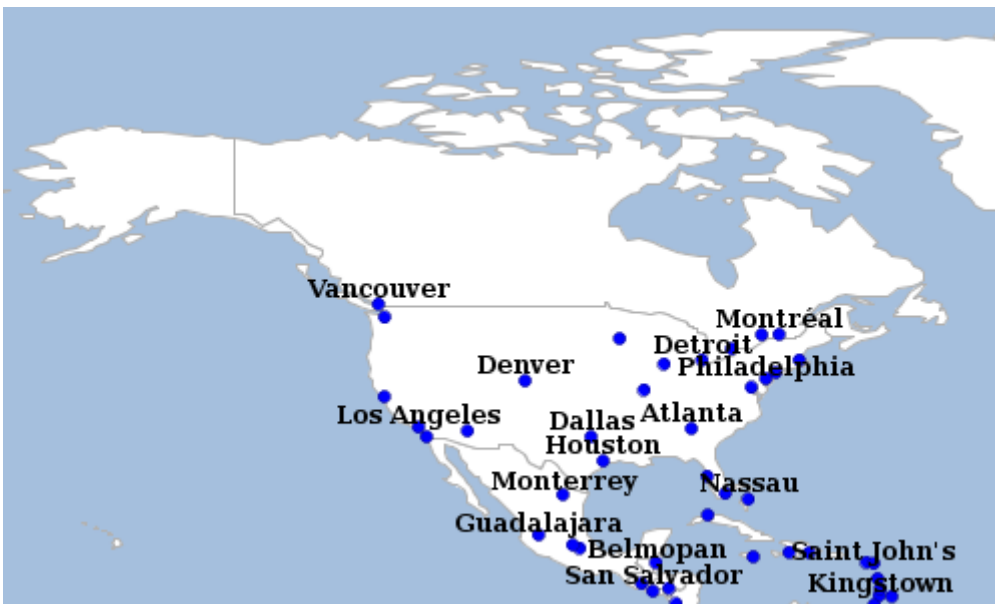 Vancouver
Montréal
Detroit
Philadelphia
Denver
Los Angeles
Atlanta
Dallas
Houston
Monterrey
Nassau
Guadalajara
Belmopan
Saint John's
San Salvador
Kingstown